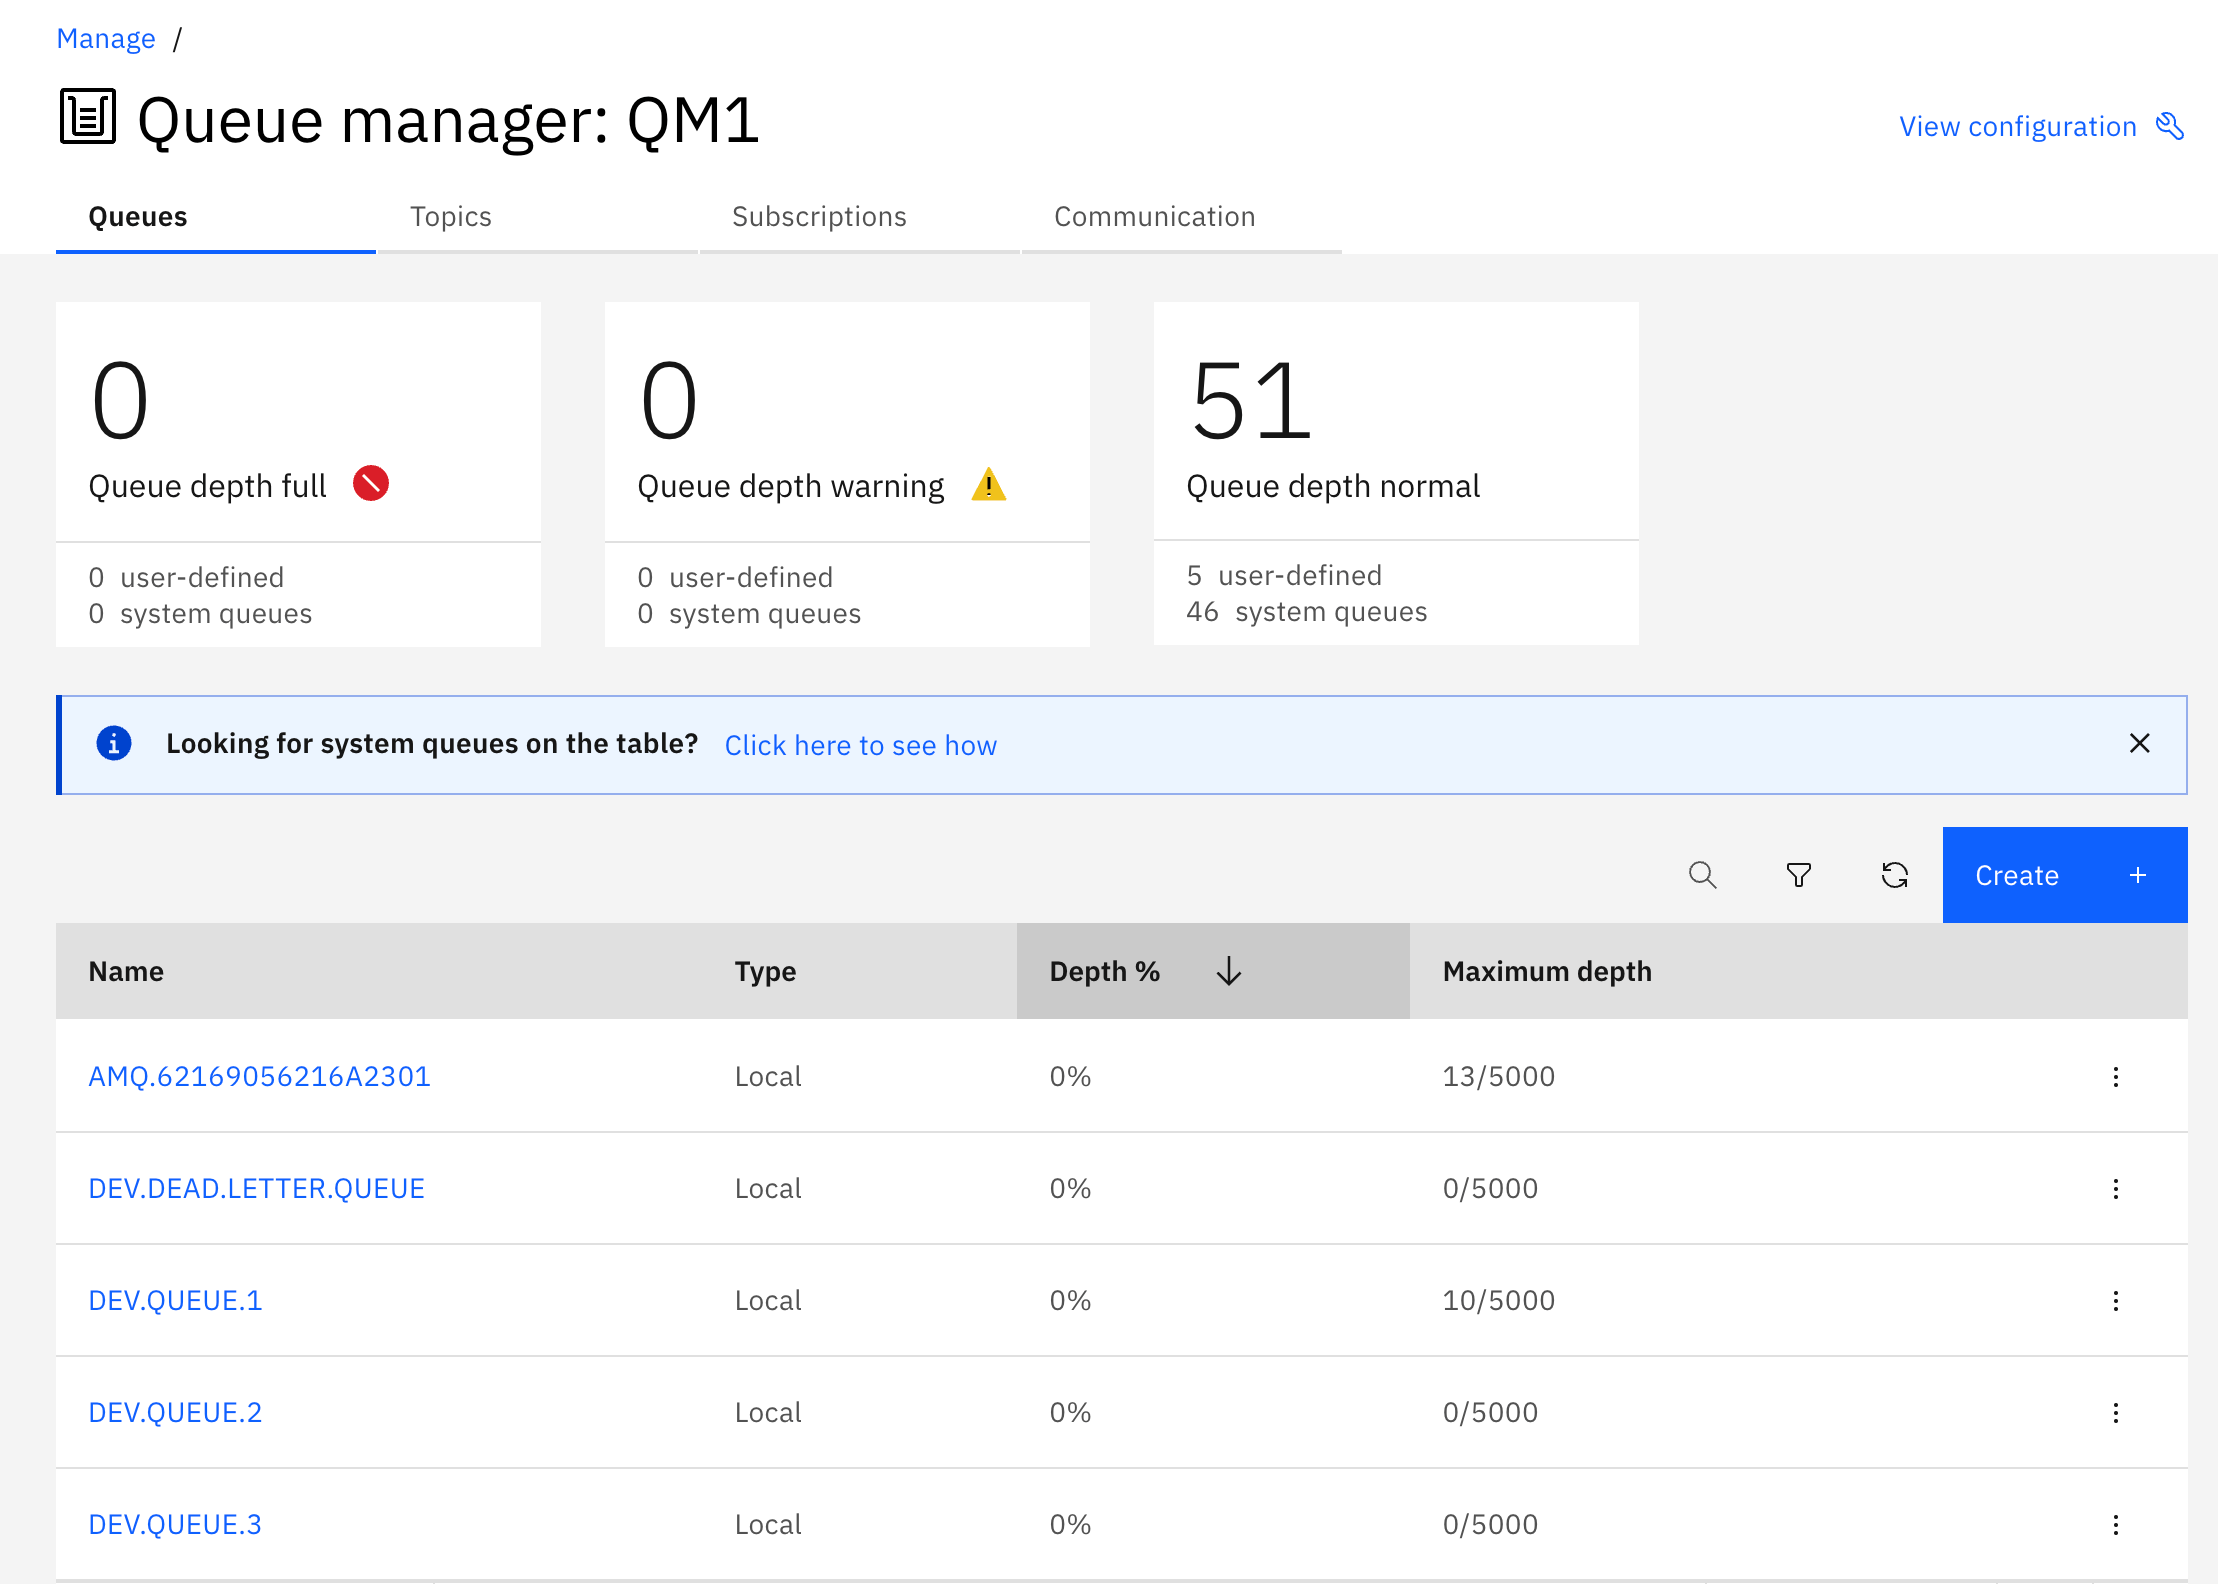 Manage /
Queue manager: QM1
View configuration
Queues Topics Subscriptions Communication
0 0 51
Queue depth full Queue depth warning Queue depth normal
0 user-defined 0 user-defined 5 user-defined
0 system queues 0 system queues 46 system queues
Looking for system queues on the table? Click here to see how
Create +
Name Type Depth % Maximum depth
AMQ.62169056216A2301 Local 0% 13/5000
DEV.DEAD.LETTER.QUEUE Local 0% 0/5000
DEV.QUEUE.1 Local 0% 10/5000
DEV.QUEUE.2 Local 0% 0/5000
DEV.QUEUE.3 Local 0% 0/5000